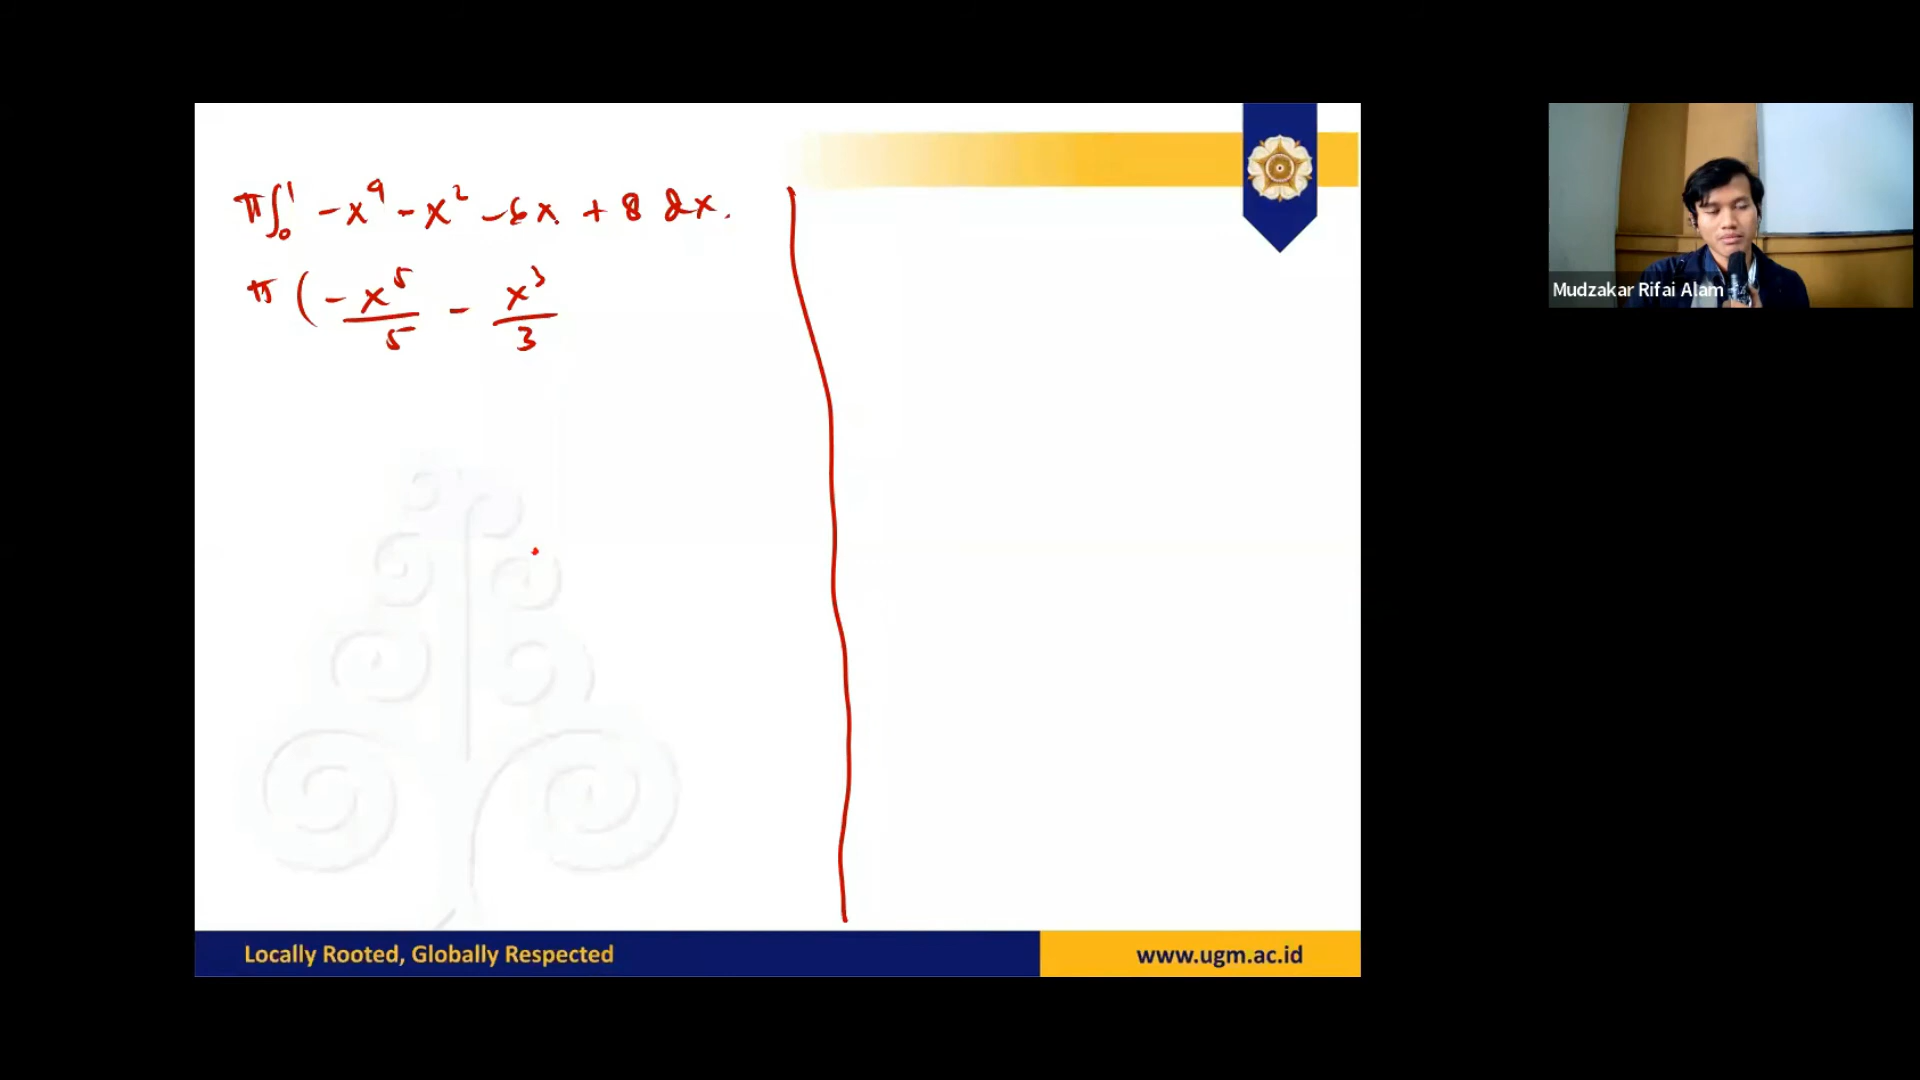 π∫₀¹ -x⁴ - x² - 6x + 8 dx.
π ( -x⁵/5 - x³/3
Mudzakar Rifai Alam
Locally Rooted, Globally Respected
www.ugm.ac.id